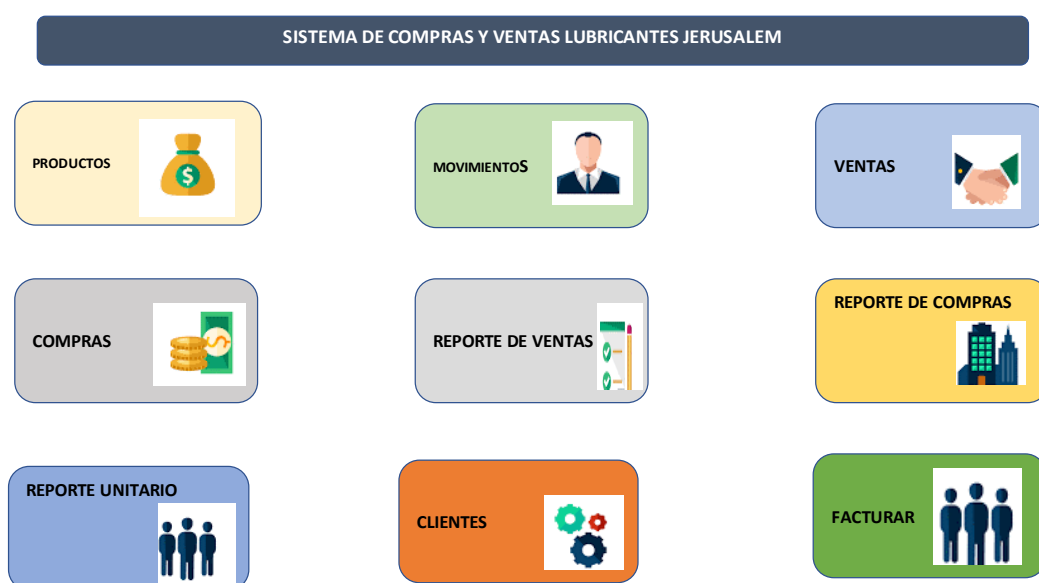 SISTEMA DE COMPRAS Y VENTAS LUBRICANTES JERUSALEM
PRODUCTOS
$
MOVIMIENTOS
VENTAS
COMPRAS
$
REPORTE DE VENTAS
REPORTE DE COMPRAS
REPORTE UNITARIO
CLIENTES
FACTURAR